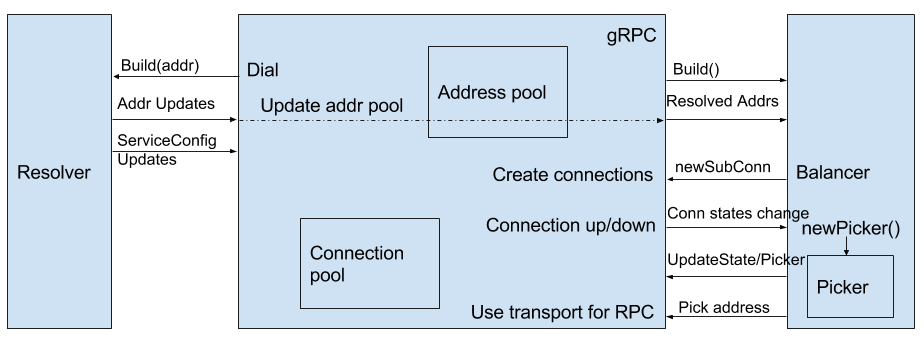 gRPC
Build(addr)
Dial
Build()
Address pool
Addr Updates
Update addr pool
Resolved Addrs
ServiceConfig
Updates
Resolver
Create connections
newSubConn
Balancer
Connection up/down
Conn states change
newPicker()
Connection
pool
UpdateState/Picker
Picker
Use transport for RPC
Pick address